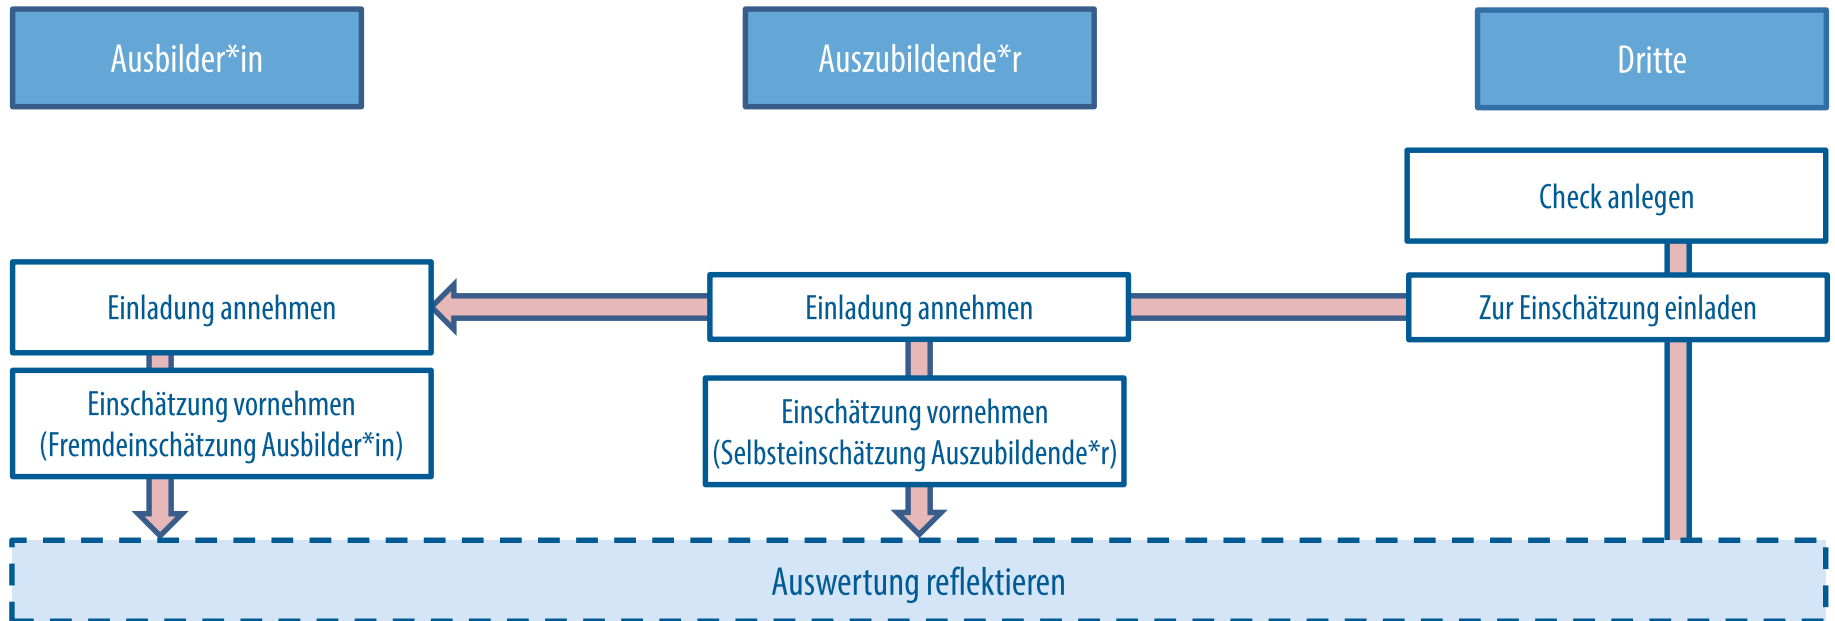 Ausbilder*in
Auszubildende*r
Dritte
Check anlegen
Einladung annehmen
Einladung annehmen
Zur Einschätzung einladen
Einschätzung vornehmen
(Fremdeinschätzung Ausbilder*in)
Einschätzung vornehmen
(Selbsteinschätzung Auszubildende*r)
Auswertung reflektieren